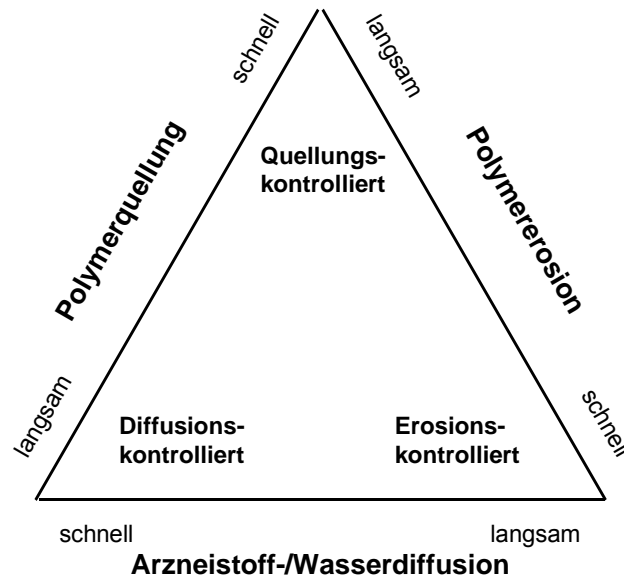 schnell
langsam
Polymerquellung
Polymererosion
Quellungs-
kontrolliert
langsam
schnell
Diffusions-
kontrolliert
Erosions-
kontrolliert
schnell
langsam
Arzneistoff-/Wasserdiffusion